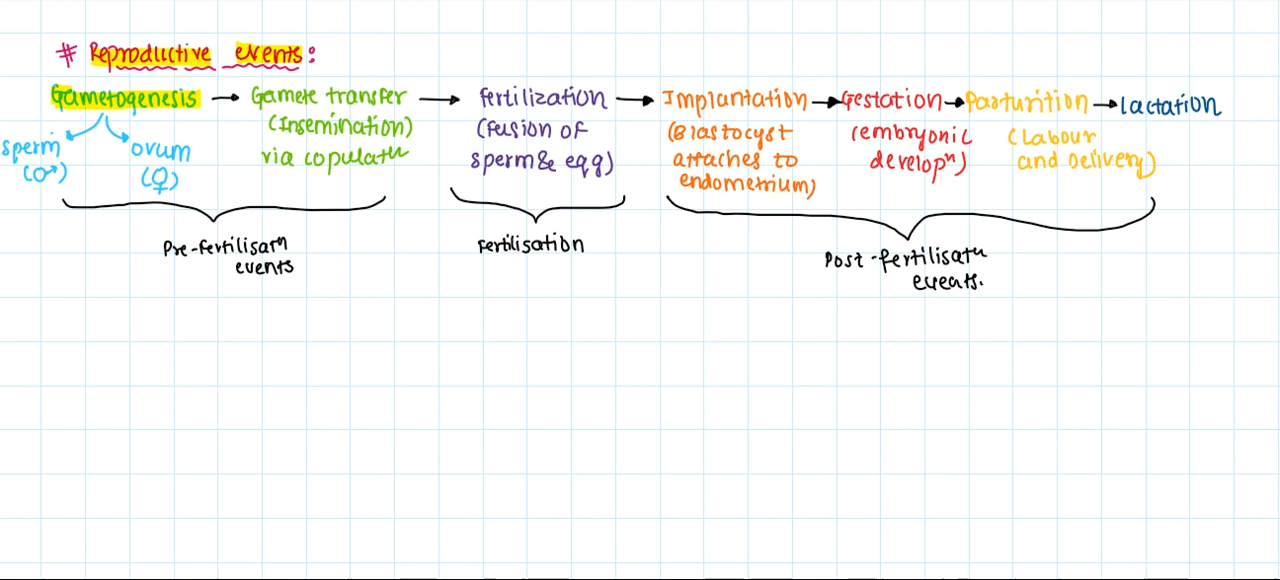 # Reproductive events:
Gametogenesis → Gamete transfer → fertilization → Implantation → Gestation → Parturition → Lactation
sperm (♂)
ovum (♀)
(Insemination)
via copulatn
(fusion of
sperm & egg)
(Blastocyst
attaches to
endometrium)
(embryonic
developn)
(Labour
and Delivery)
Pre-fertilisatn
events
Fertilisation
Post-fertilisatn
events.